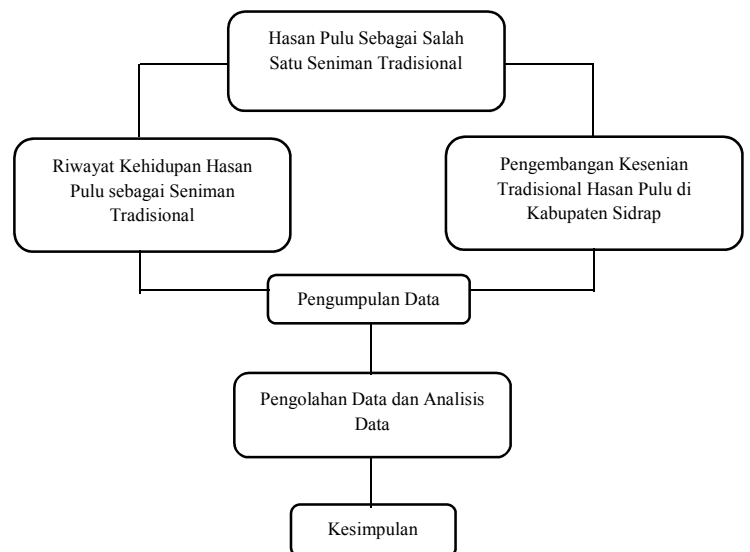 Hasan Pulu Sebagai Salah
Satu Seniman Tradisional
Riwayat Kehidupan Hasan
Pulu sebagai Seniman
Tradisional
Pengembangan Kesenian
Tradisional Hasan Pulu di
Kabupaten Sidrap
Pengumpulan Data
Pengolahan Data dan Analisis
Data
Kesimpulan